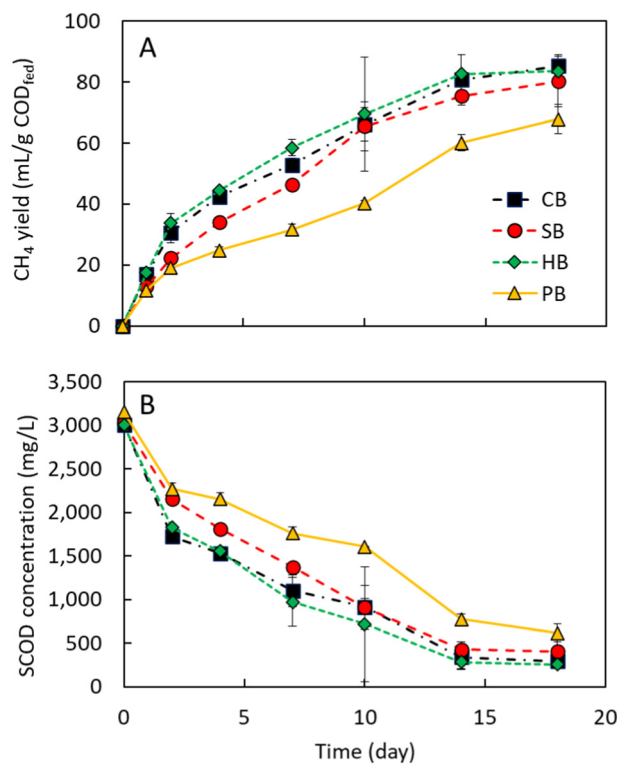 A
CH₄ yield (mL/g COD_fed)
100
80
60
40
20
0
CB
SB
HB
PB
B
SCOD concentration (mg/L)
3,500
3,000
2,500
2,000
1,500
1,000
500
0
0 5 10 15 20
Time (day)